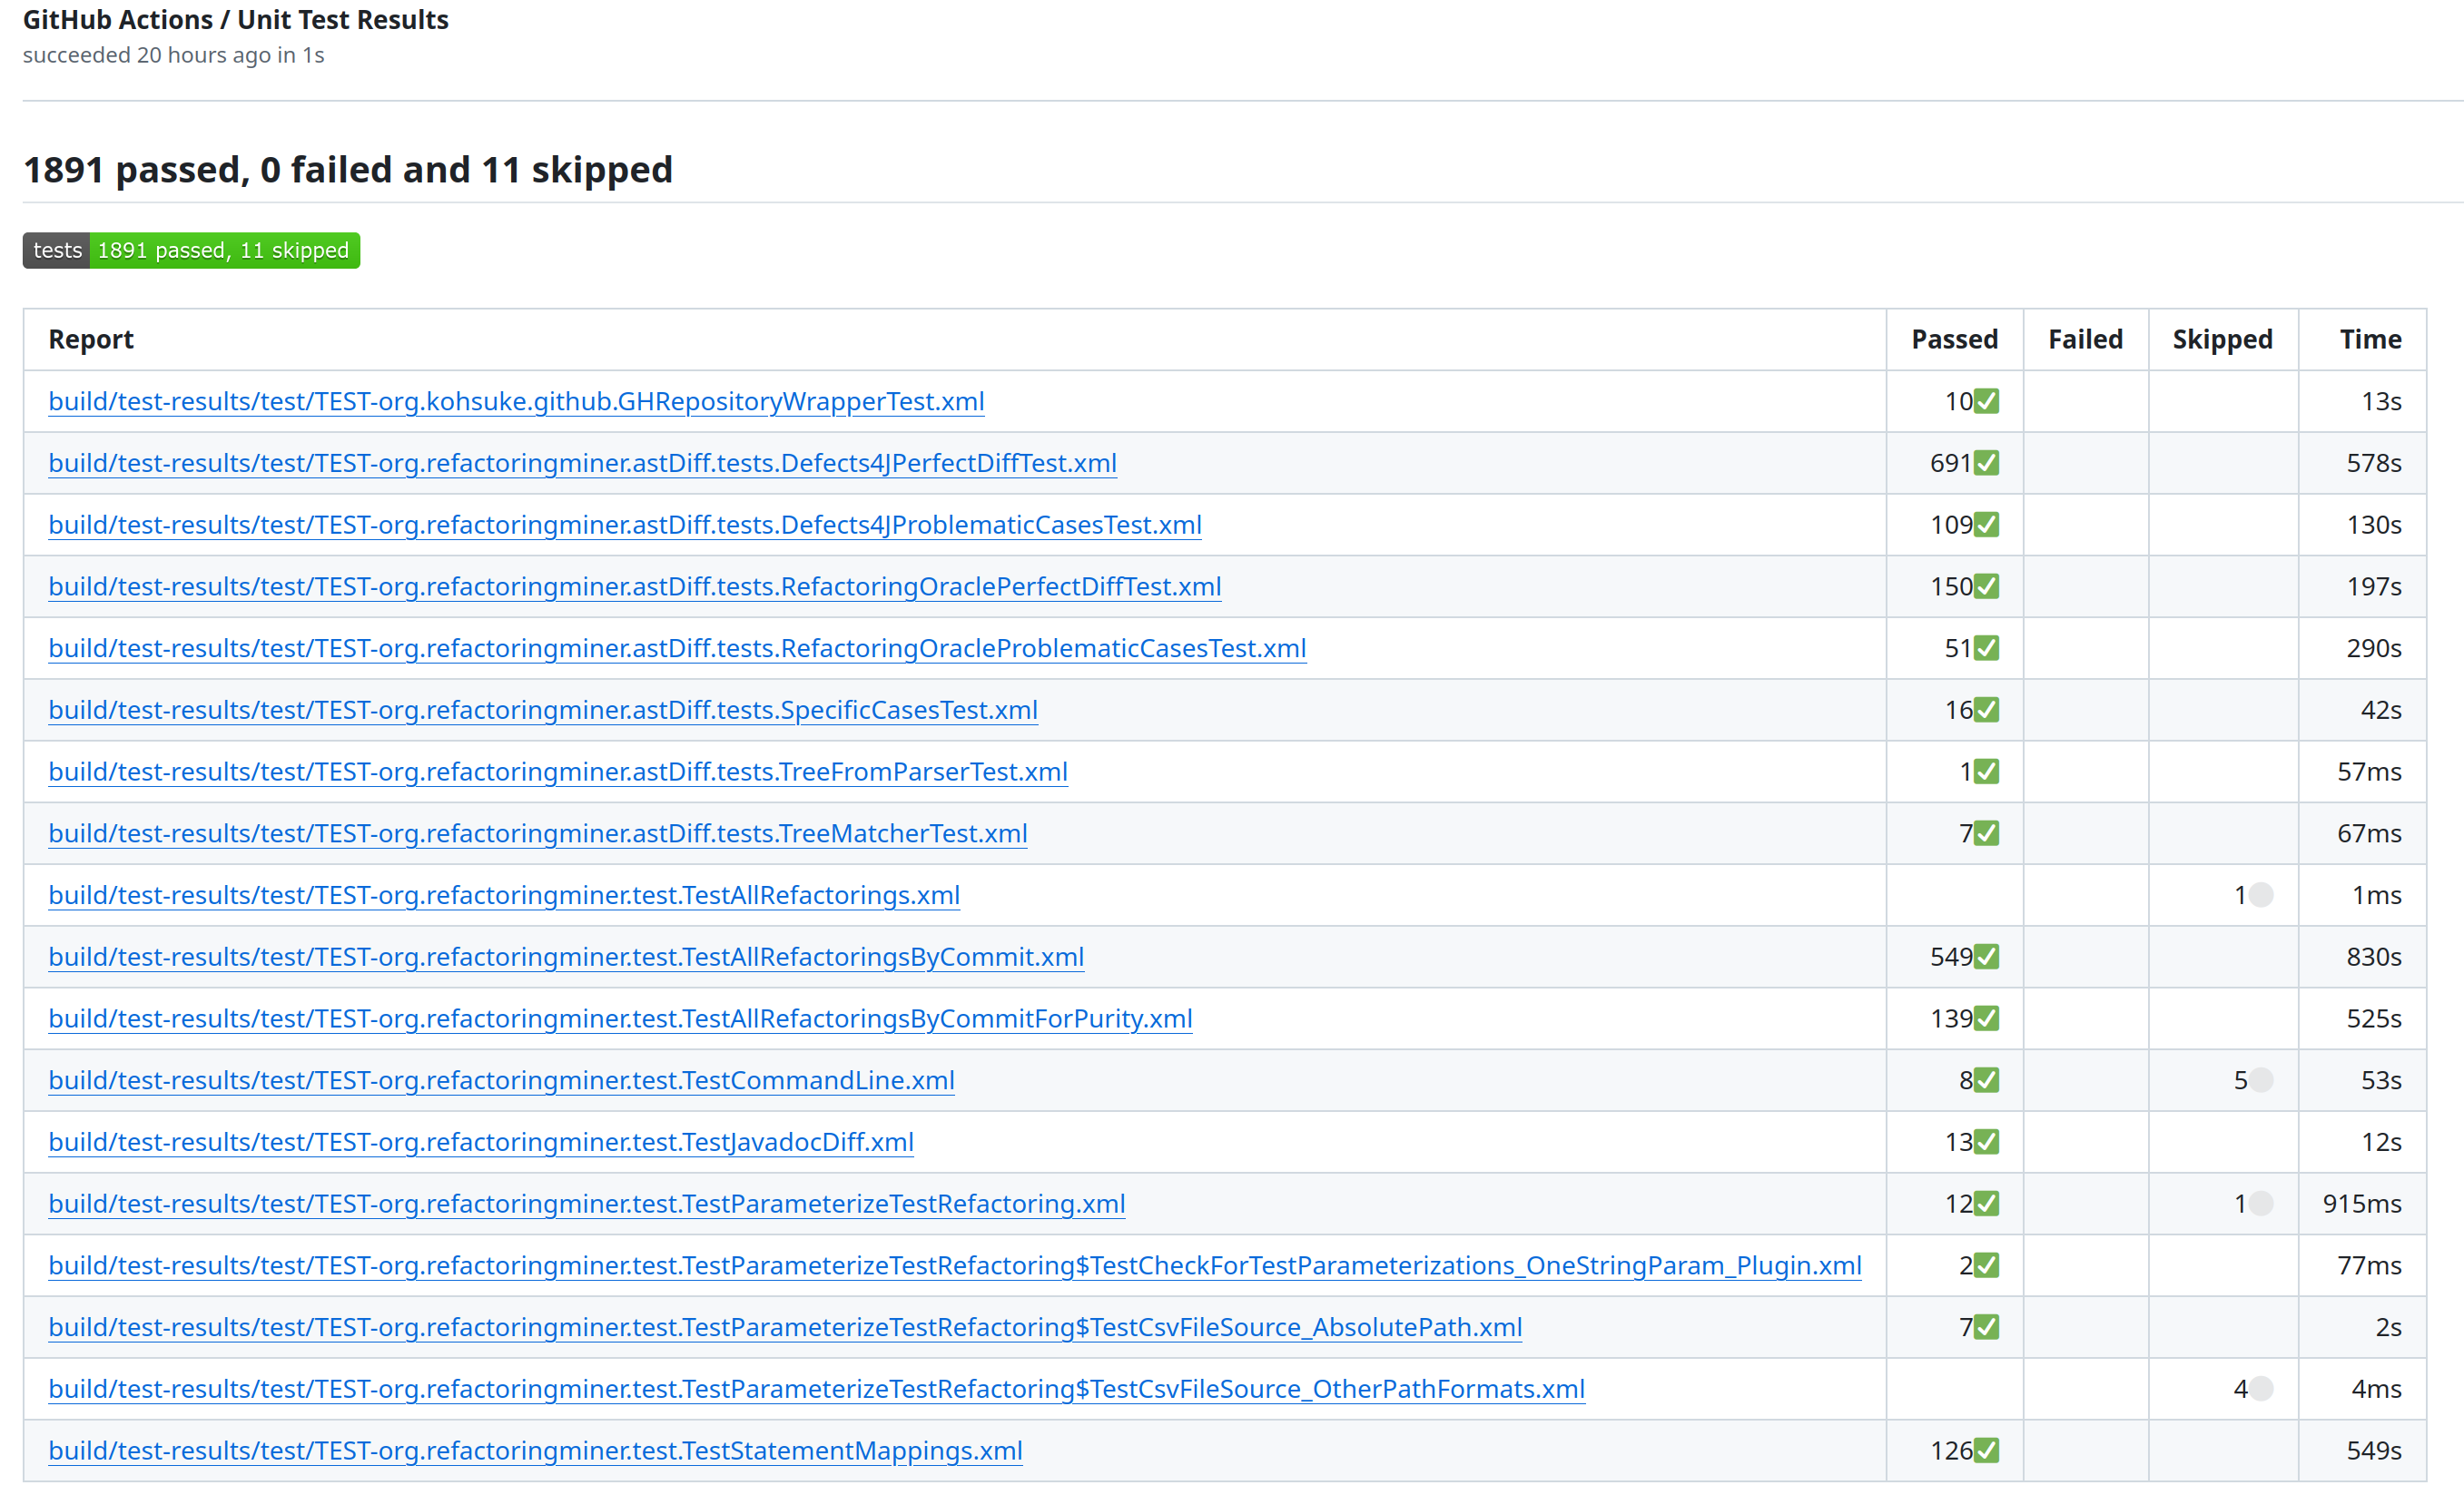 GitHub Actions / Unit Test Results
succeeded 20 hours ago in 1s
1891 passed, 0 failed and 11 skipped
tests 1891 passed, 11 skipped
Report Passed Failed Skipped Time
build/test-results/test/TEST-org.kohsuke.github.GHRepositoryWrapperTest.xml 10✅ 13s
build/test-results/test/TEST-org.refactoringminer.astDiff.tests.Defects4JPerfectDiffTest.xml 691✅ 578s
build/test-results/test/TEST-org.refactoringminer.astDiff.tests.Defects4JProblematicCasesTest.xml 109✅ 130s
build/test-results/test/TEST-org.refactoringminer.astDiff.tests.RefactoringOraclePerfectDiffTest.xml 150✅ 197s
build/test-results/test/TEST-org.refactoringminer.astDiff.tests.RefactoringOracleProblematicCasesTest.xml 51✅ 290s
build/test-results/test/TEST-org.refactoringminer.astDiff.tests.SpecificCasesTest.xml 16✅ 42s
build/test-results/test/TEST-org.refactoringminer.astDiff.tests.TreeFromParserTest.xml 1✅ 57ms
build/test-results/test/TEST-org.refactoringminer.astDiff.tests.TreeMatcherTest.xml 7✅ 67ms
build/test-results/test/TEST-org.refactoringminer.test.TestAllRefactorings.xml 1⚪ 1ms
build/test-results/test/TEST-org.refactoringminer.test.TestAllRefactoringsByCommit.xml 549✅ 830s
build/test-results/test/TEST-org.refactoringminer.test.TestAllRefactoringsByCommitForPurity.xml 139✅ 525s
build/test-results/test/TEST-org.refactoringminer.test.TestCommandLine.xml 8✅ 5⚪ 53s
build/test-results/test/TEST-org.refactoringminer.test.TestJavadocDiff.xml 13✅ 12s
build/test-results/test/TEST-org.refactoringminer.test.TestParameterizeTestRefactoring.xml 12✅ 1⚪ 915ms
build/test-results/test/TEST-org.refactoringminer.test.TestParameterizeTestRefactoring$TestCheckForTestParameterizations_OneStringParam_Plugin.xml 2✅ 77ms
build/test-results/test/TEST-org.refactoringminer.test.TestParameterizeTestRefactoring$TestCsvFileSource_AbsolutePath.xml 7✅ 2s
build/test-results/test/TEST-org.refactoringminer.test.TestParameterizeTestRefactoring$TestCsvFileSource_OtherPathFormats.xml 4⚪ 4ms
build/test-results/test/TEST-org.refactoringminer.test.TestStatementMappings.xml 126✅ 549s